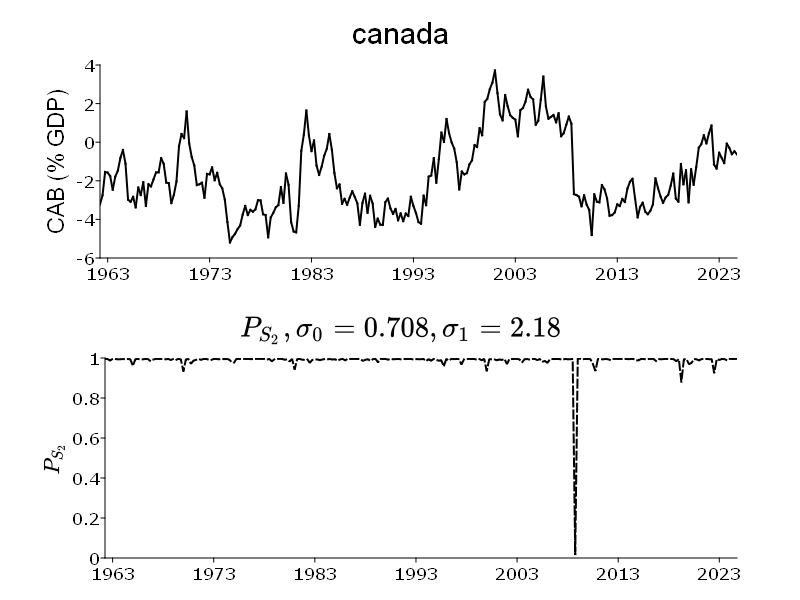 canada
CAB (% GDP)
4
2
0
-2
-4
-6
1963 1973 1983 1993 2003 2013 2023
P_{S_2}, σ_0 = 0.708, σ_1 = 2.18
P_{S_2}
1
0.8
0.6
0.4
0.2
0
1963 1973 1983 1993 2003 2013 2023